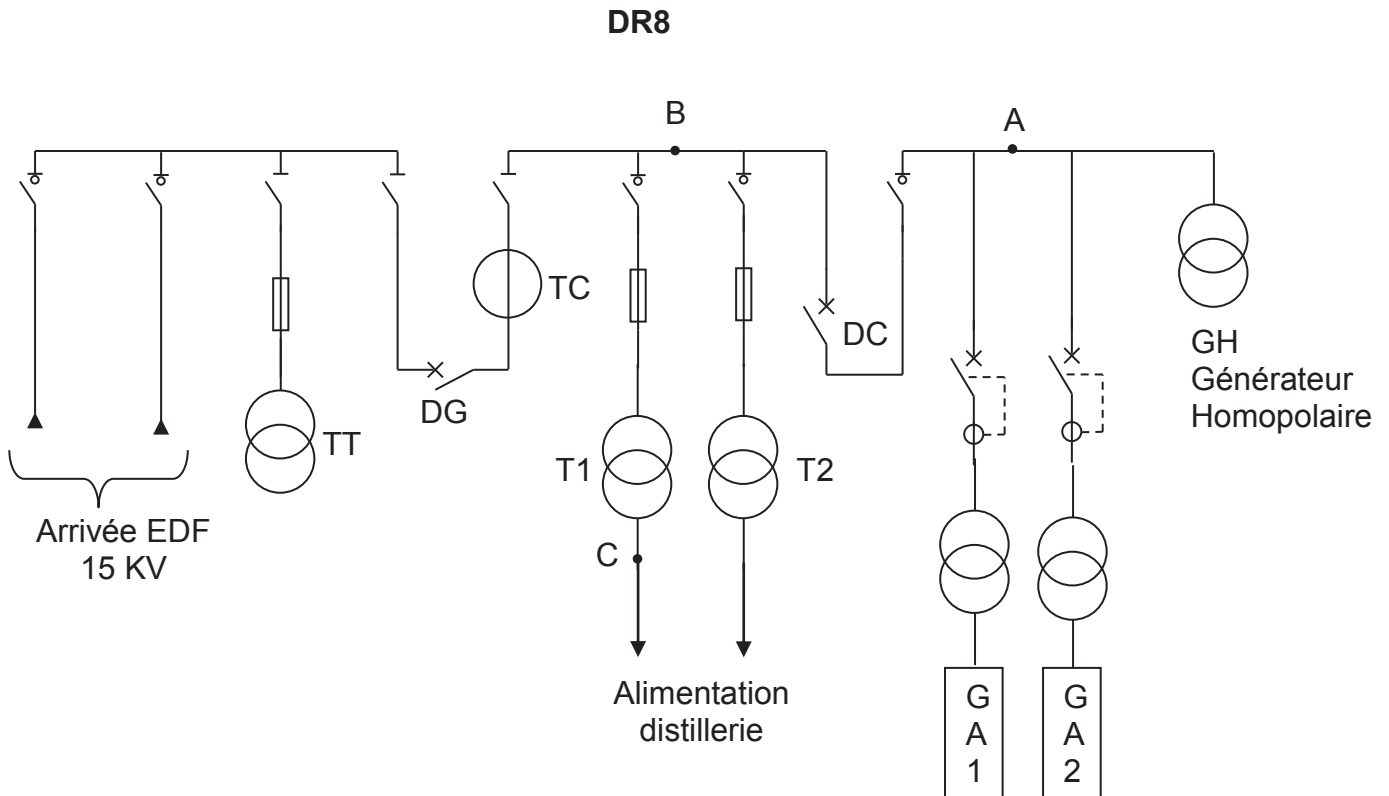 DR8
B
A
TC
DC
DG
TT
T1
T2
C
GH
Générateur
Homopolaire
Arrivée EDF
15 KV
Alimentation
distillerie
G
A
1
G
A
2